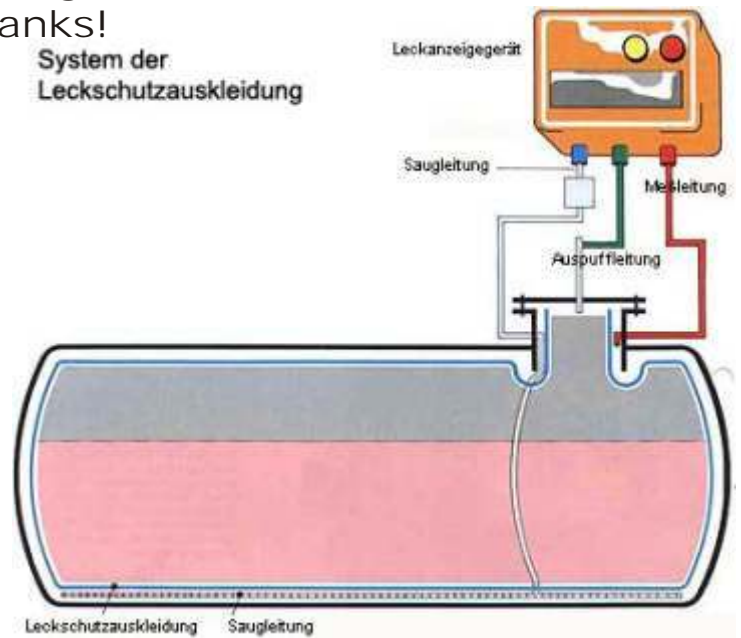 anks!
System der
Leckschutzauskleidung
Leckanzeigegerät
Saugleitung
Meßleitung
Auspuffleitung
Leckschutzauskleidung
Saugleitung